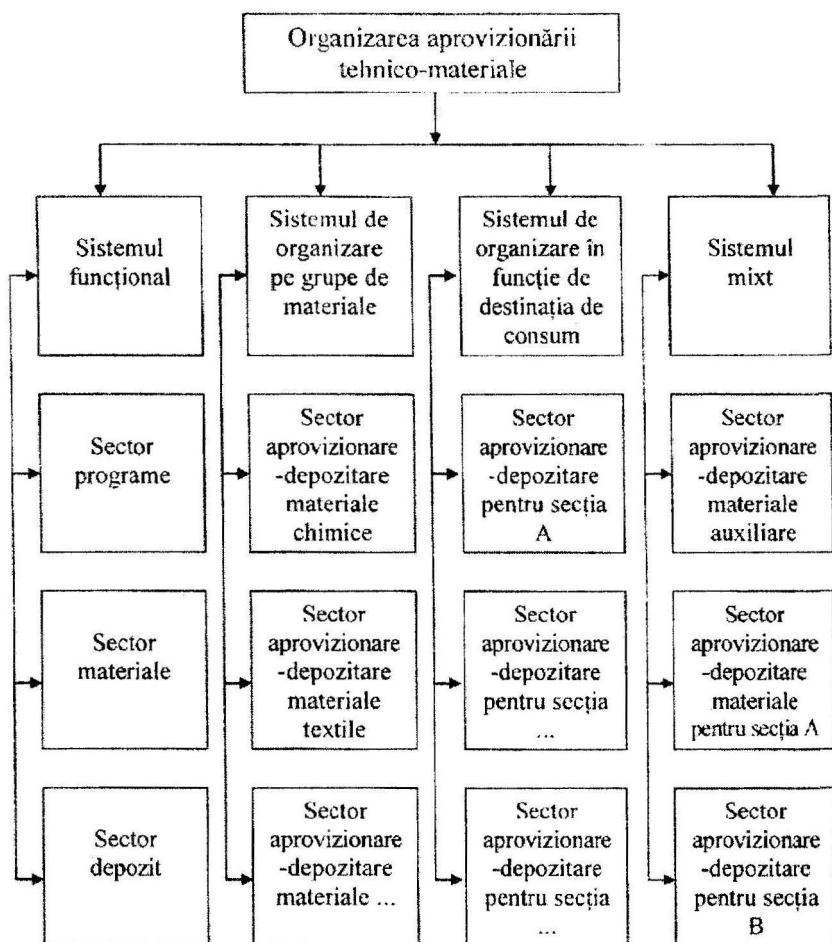 Organizarea aprovizionării
tehnico-materiale
Sistemul
funcțional
Sistemul de
organizare
pe grupe de
materiale
Sistemul de
organizare în
funcție de
destinația de
consum
Sistemul
mixt
Sector
programe
Sector
aprovizionare
-depozitare
materiale
chimice
Sector
aprovizionare
-depozitare
pentru secția
A
Sector
aprovizionare
-depozitare
materiale
auxiliare
Sector
materiale
Sector
aprovizionare
-depozitare
materiale
textile
Sector
aprovizionare
-depozitare
pentru secția
...
Sector
aprovizionare
-depozitare
materiale
pentru secția A
Sector
depozit
Sector
aprovizionare
-depozitare
materiale ...
Sector
aprovizionare
-depozitare
pentru secția
...
Sector
aprovizionare
-depozitare
pentru secția
B